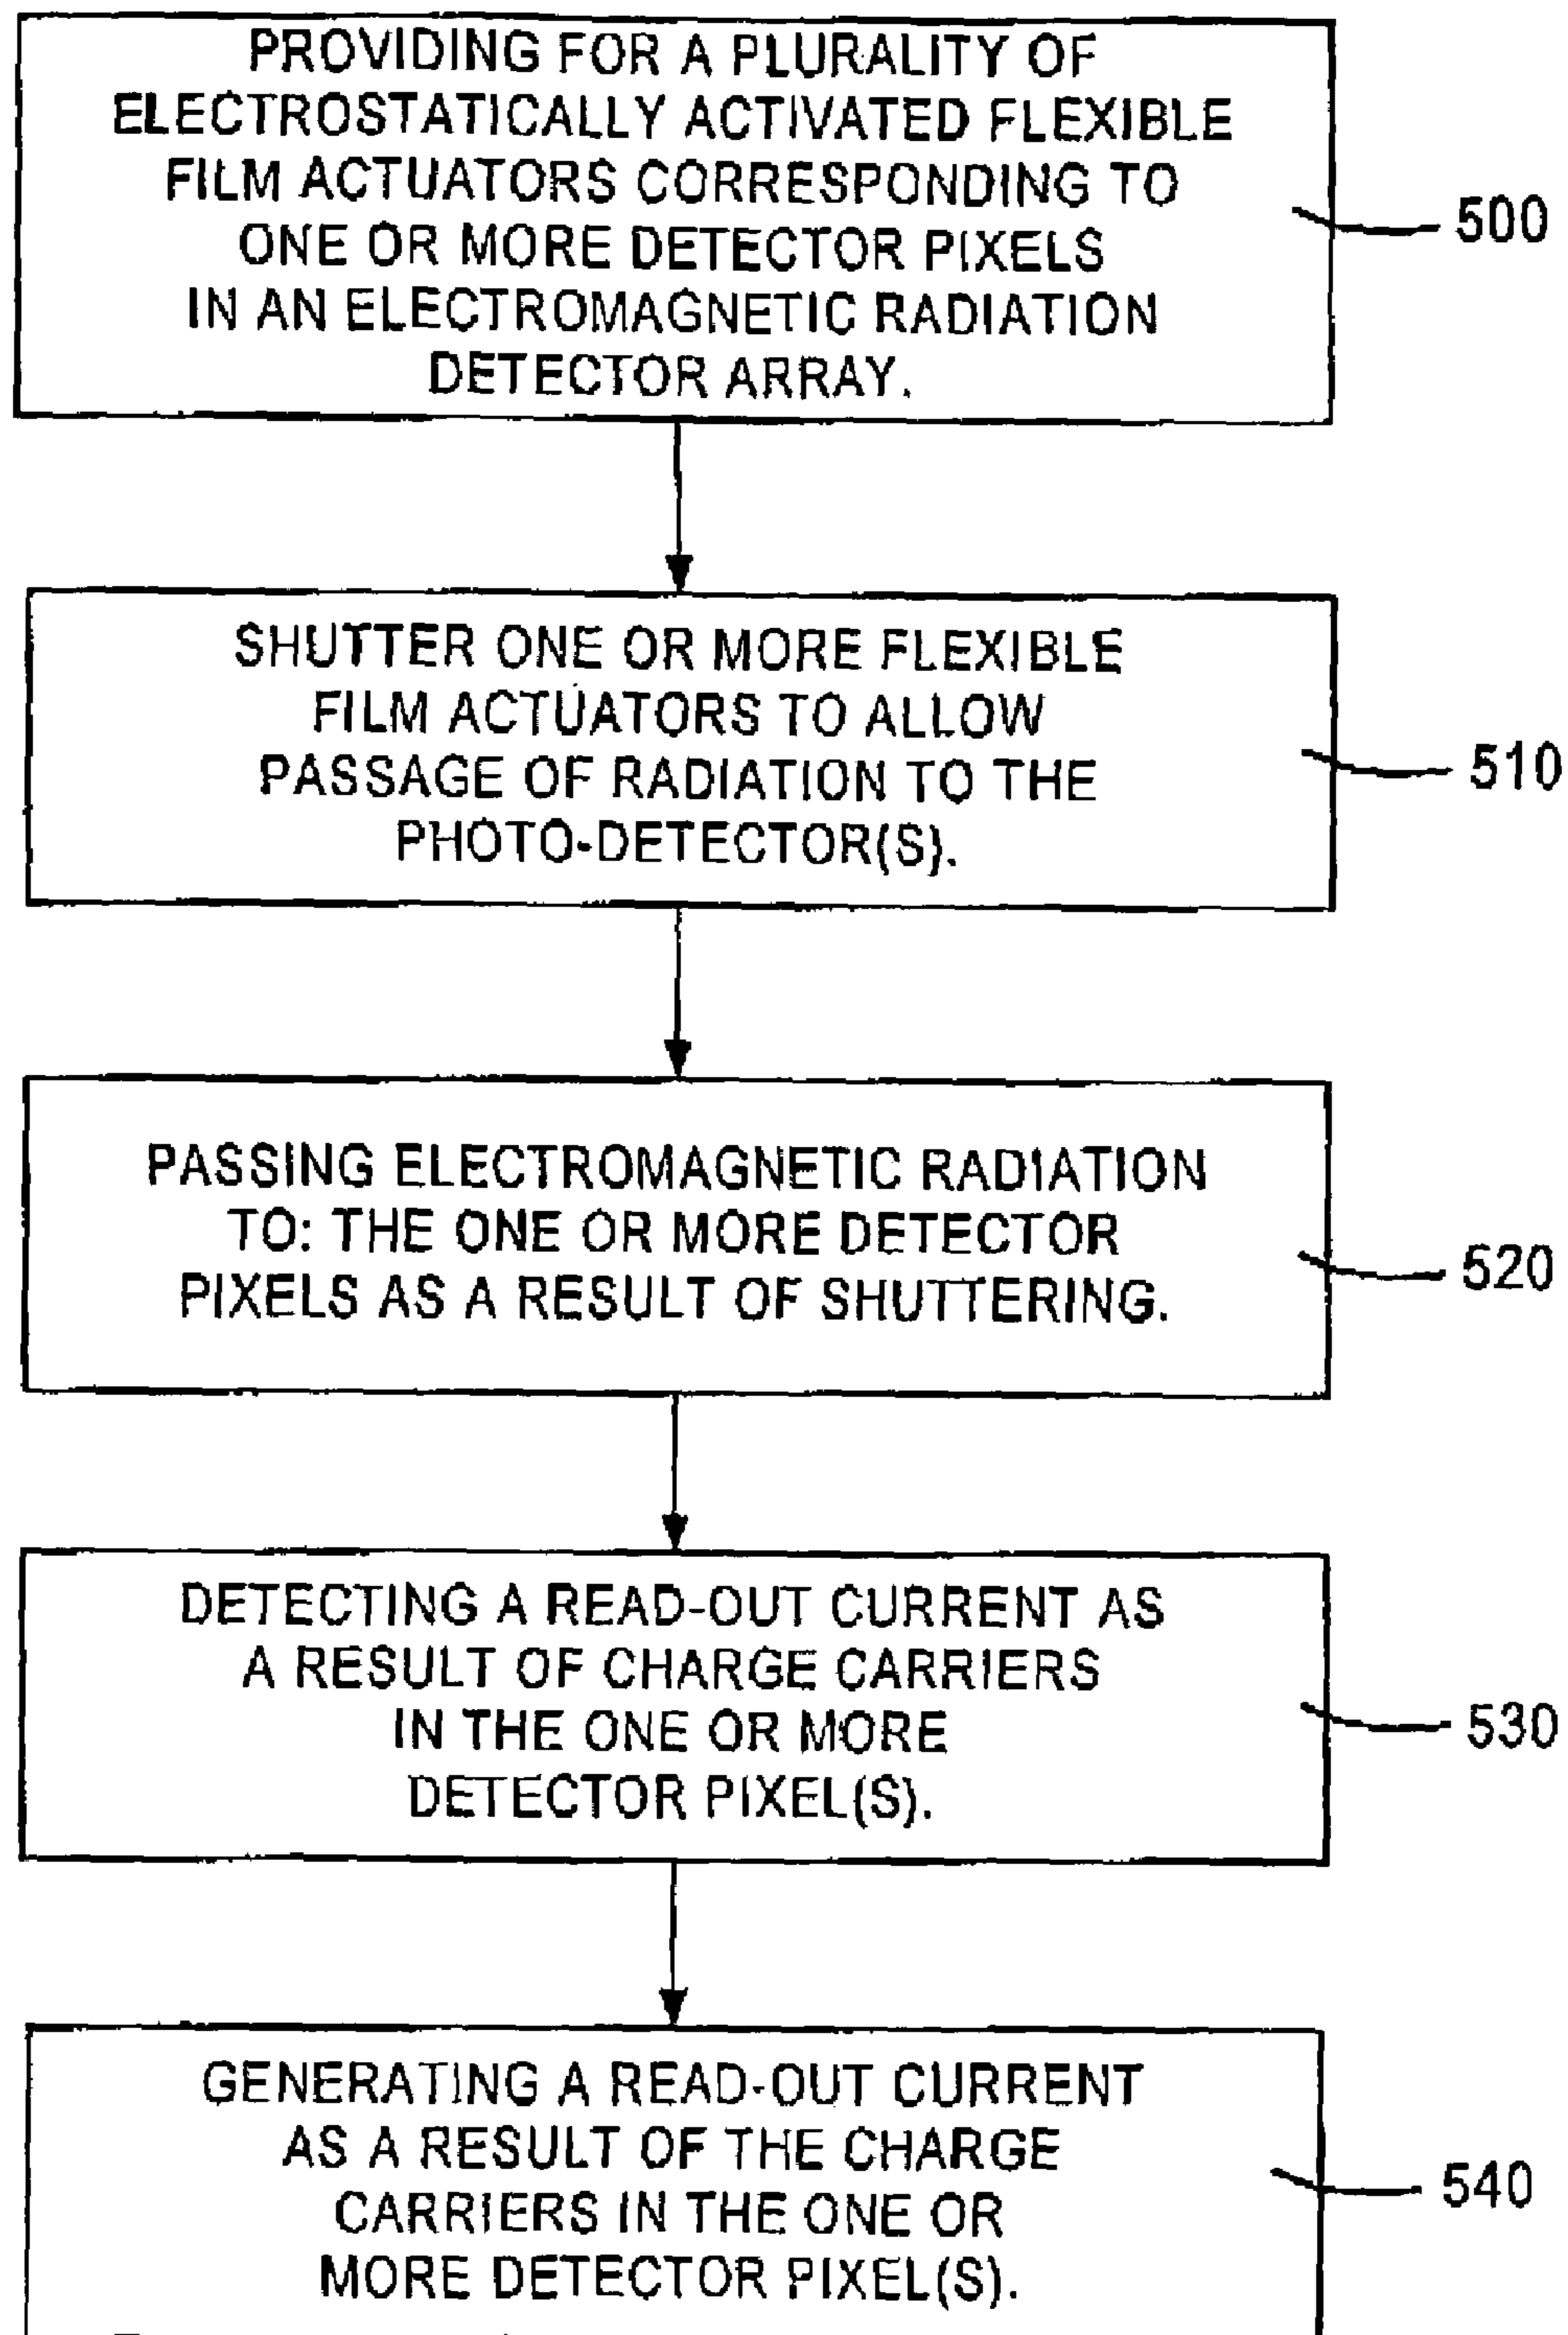 PROVIDING FOR A PLURALITY OF
ELECTROSTATICALLY ACTIVATED FLEXIBLE
FILM ACTUATORS CORRESPONDING TO
ONE OR MORE DETECTOR PIXELS
IN AN ELECTROMAGNETIC RADIATION
DETECTOR ARRAY.
500
SHUTTER ONE OR MORE FLEXIBLE
FILM ACTUATORS TO ALLOW
PASSAGE OF RADIATION TO THE
PHOTO-DETECTOR(S).
510
PASSING ELECTROMAGNETIC RADIATION
TO: THE ONE OR MORE DETECTOR
PIXELS AS A RESULT OF SHUTTERING.
520
DETECTING A READ-OUT CURRENT AS
A RESULT OF CHARGE CARRIERS
IN THE ONE OR MORE
DETECTOR PIXEL(S).
530
GENERATING A READ-OUT CURRENT
AS A RESULT OF THE CHARGE
CARRIERS IN THE ONE OR
MORE DETECTOR PIXEL(S).
540